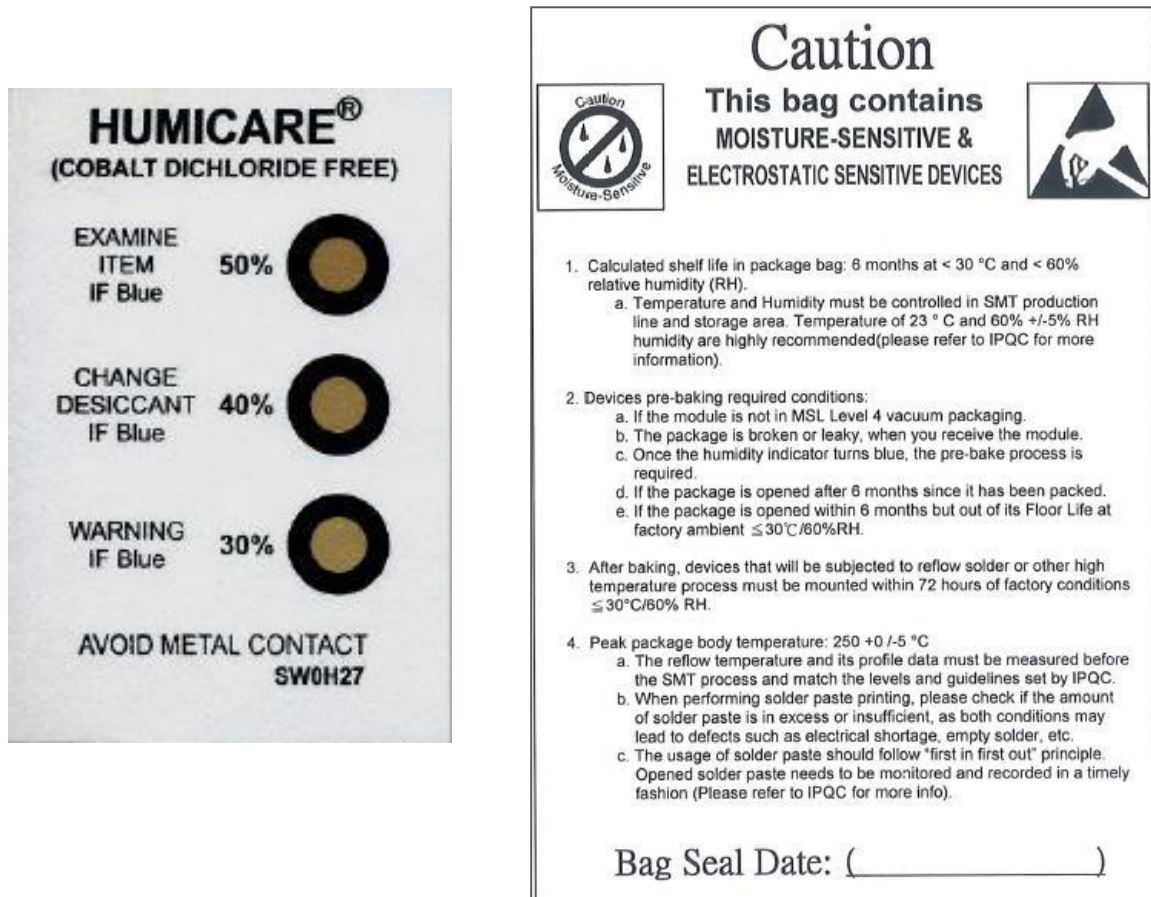 HUMICARE®
(COBALT DICHLORIDE FREE)
EXAMINE
ITEM 50%
IF Blue
CHANGE
DESICCANT 40%
IF Blue
WARNING 30%
IF Blue
AVOID METAL CONTACT
SW0H27
Caution
Caution
Moisture-Sensitive
This bag contains
MOISTURE-SENSITIVE &
ELECTROSTATIC SENSITIVE DEVICES
1. Calculated shelf life in package bag: 6 months at < 30 °C and < 60%
relative humidity (RH).
a. Temperature and Humidity must be controlled in SMT production
line and storage area. Temperature of 23 ° C and 60% +/-5% RH
humidity are highly recommended(please refer to IPQC for more
information).
2. Devices pre-baking required conditions:
a. If the module is not in MSL Level 4 vacuum packaging.
b. The package is broken or leaky, when you receive the module.
c. Once the humidity indicator turns blue, the pre-bake process is
required.
d. If the package is opened after 6 months since it has been packed.
e. If the package is opened within 6 months but out of its Floor Life at
factory ambient ≦30℃/60%RH.
3. After baking, devices that will be subjected to reflow solder or other high
temperature process must be mounted within 72 hours of factory conditions
≦30°C/60% RH.
4. Peak package body temperature: 250 +0 /-5 °C
a. The reflow temperature and its profile data must be measured before
the SMT process and match the levels and guidelines set by IPQC.
b. When performing solder paste printing, please check if the amount
of solder paste is in excess or insufficient, as both conditions may
lead to defects such as electrical shortage, empty solder, etc.
c. The usage of solder paste should follow "first in first out" principle.
Opened solder paste needs to be monitored and recorded in a timely
fashion (Please refer to IPQC for more info).
Bag Seal Date: (____________)